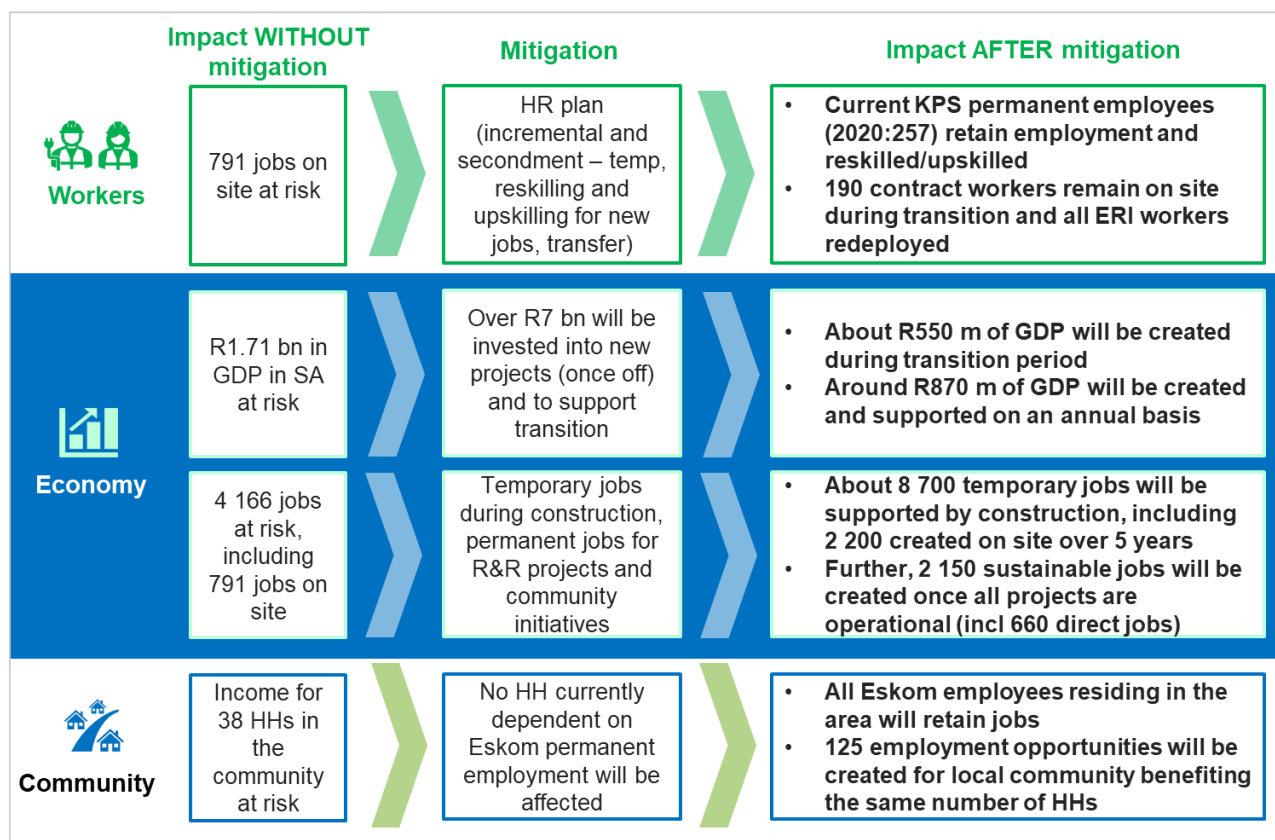 Impact WITHOUT
mitigation
Mitigation
Impact AFTER mitigation
Workers
791 jobs on
site at risk
HR plan
(incremental and
secondment – temp,
reskilling and
upskilling for new
jobs, transfer)
• Current KPS permanent employees
(2020:257) retain employment and
reskilled/upskilled
• 190 contract workers remain on site
during transition and all ERI workers
redeployed
Economy
R1.71 bn in
GDP in SA
at risk
Over R7 bn will be
invested into new
projects (once off)
and to support
transition
• About R550 m of GDP will be created
during transition period
• Around R870 m of GDP will be created
and supported on an annual basis
4 166 jobs
at risk,
including
791 jobs on
site
Temporary jobs
during construction,
permanent jobs for
R&R projects and
community
initiatives
• About 8 700 temporary jobs will be
supported by construction, including
2 200 created on site over 5 years
• Further, 2 150 sustainable jobs will be
created once all projects are
operational (incl 660 direct jobs)
Community
Income for
38 HHs in
the
community
at risk
No HH currently
dependent on
Eskom permanent
employment will be
affected
• All Eskom employees residing in the
area will retain jobs
• 125 employment opportunities will be
created for local community benefiting
the same number of HHs